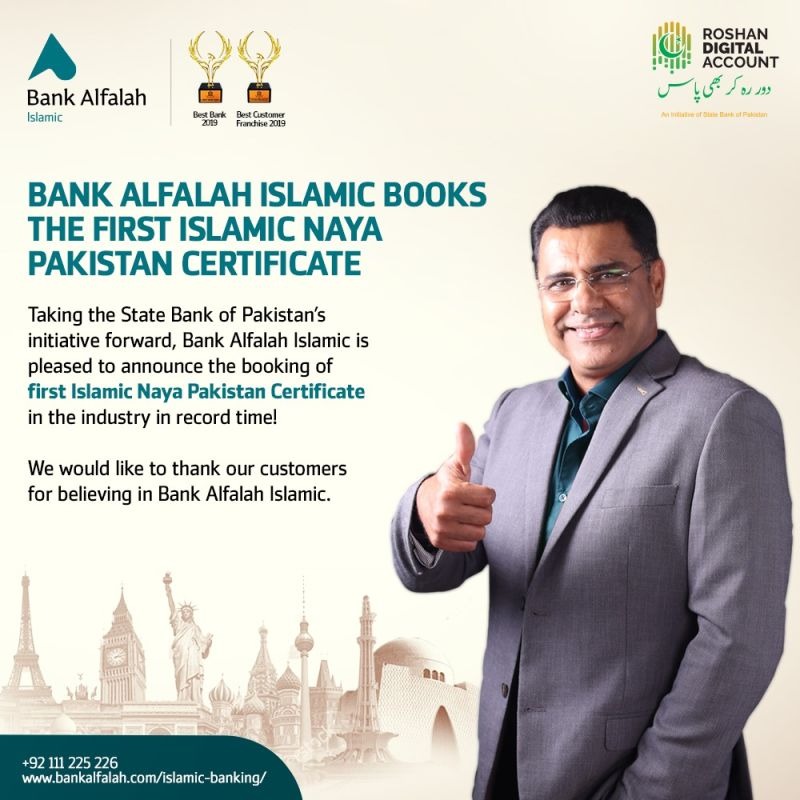 Bank Alfalah
Islamic
Best Bank
2019
Best Customer
Franchise 2019
ROSHAN
DIGITAL
ACCOUNT
دور رہ کر بھی پاس
An Initiative of State Bank of Pakistan
BANK ALFALAH ISLAMIC BOOKS
THE FIRST ISLAMIC NAYA
PAKISTAN CERTIFICATE
Taking the State Bank of Pakistan's
initiative forward, Bank Alfalah Islamic is
pleased to announce the booking of
first Islamic Naya Pakistan Certificate
in the industry in record time!
We would like to thank our customers
for believing in Bank Alfalah Islamic.
+92 111 225 226
www.bankalfalah.com/islamic-banking/